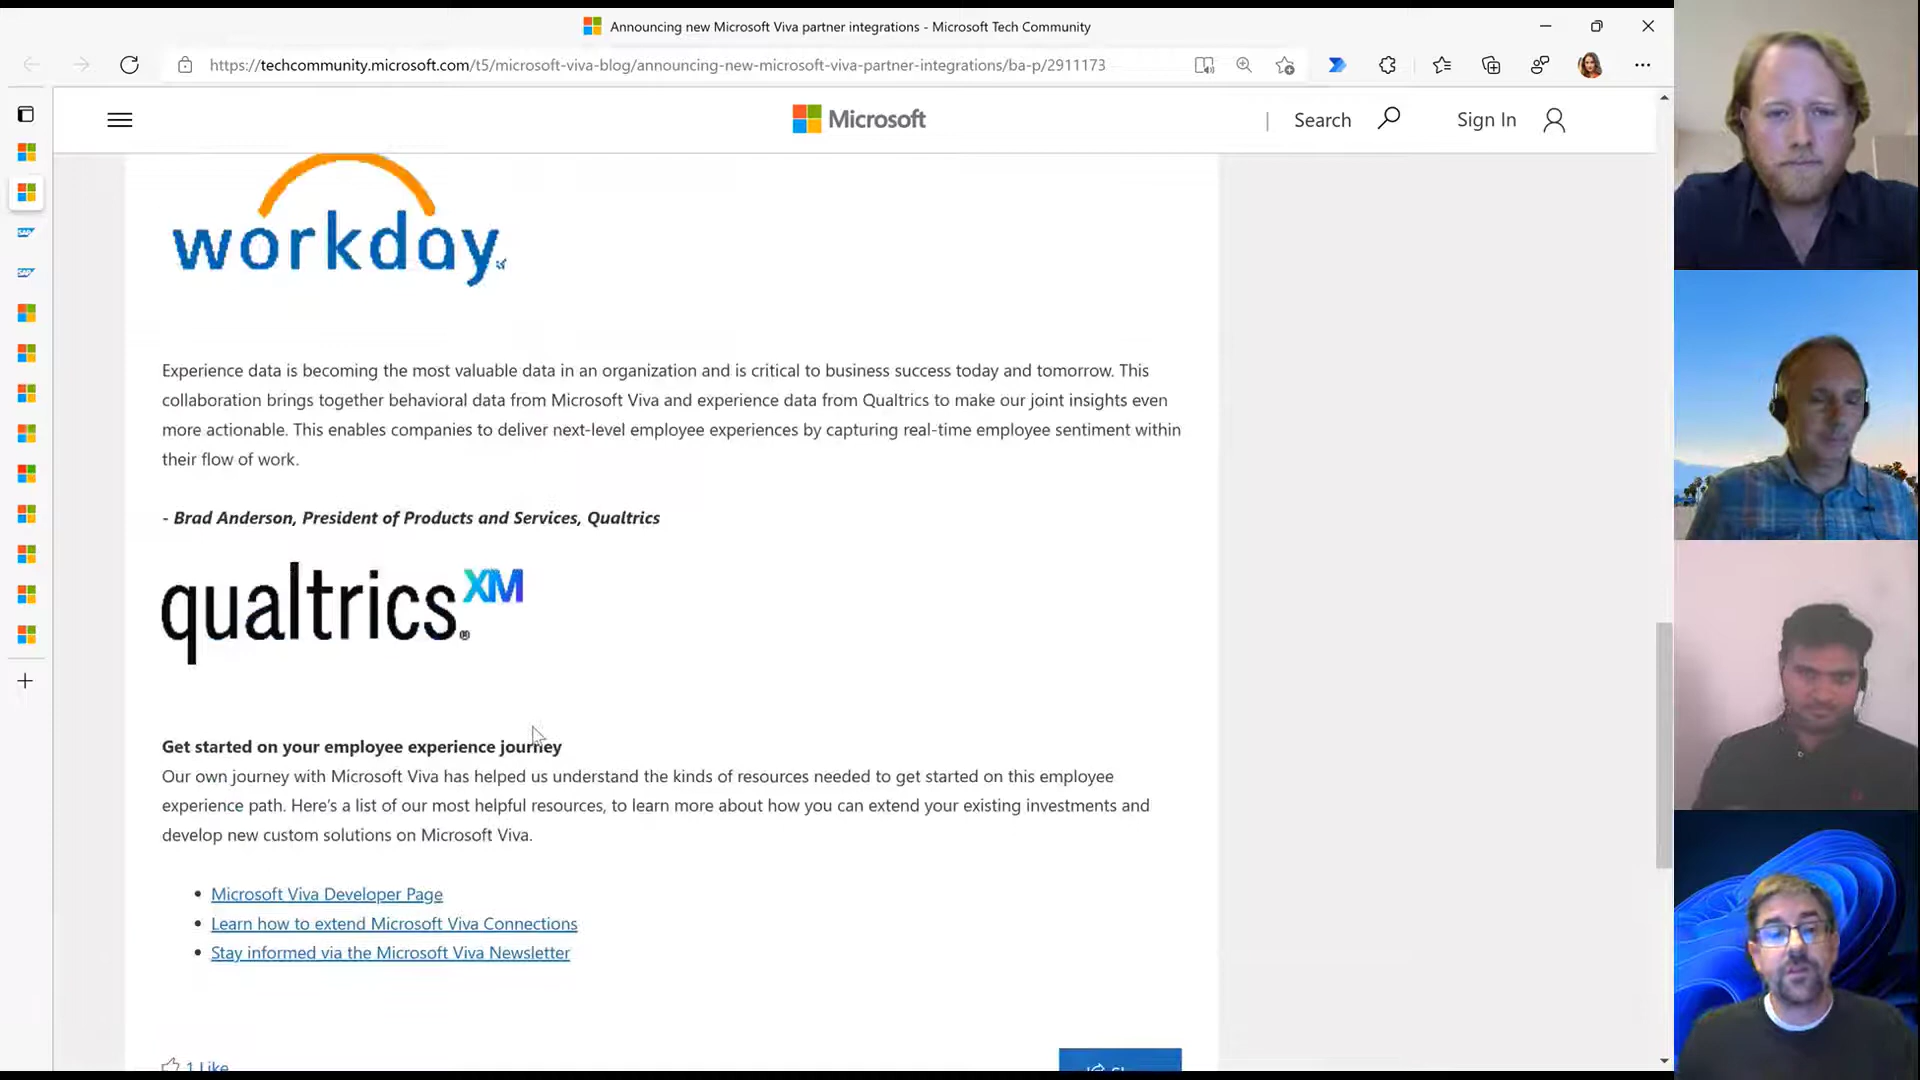 Announcing new Microsoft Viva partner integrations - Microsoft Tech Community
https://techcommunity.microsoft.com/t5/microsoft-viva-blog/announcing-new-microsoft-viva-partner-integrations/ba-p/2911173
Microsoft
| Search
Sign In
workday
Experience data is becoming the most valuable data in an organization and is critical to business success today and tomorrow. This
collaboration brings together behavioral data from Microsoft Viva and experience data from Qualtrics to make our joint insights even
more actionable. This enables companies to deliver next-level employee experiences by capturing real-time employee sentiment within
their flow of work.
- Brad Anderson, President of Products and Services, Qualtrics
qualtrics.XM®
Get started on your employee experience journey
Our own journey with Microsoft Viva has helped us understand the kinds of resources needed to get started on this employee
experience path. Here's a list of our most helpful resources, to learn more about how you can extend your existing investments and
develop new custom solutions on Microsoft Viva.
• Microsoft Viva Developer Page
• Learn how to extend Microsoft Viva Connections
• Stay informed via the Microsoft Viva Newsletter
1 Like